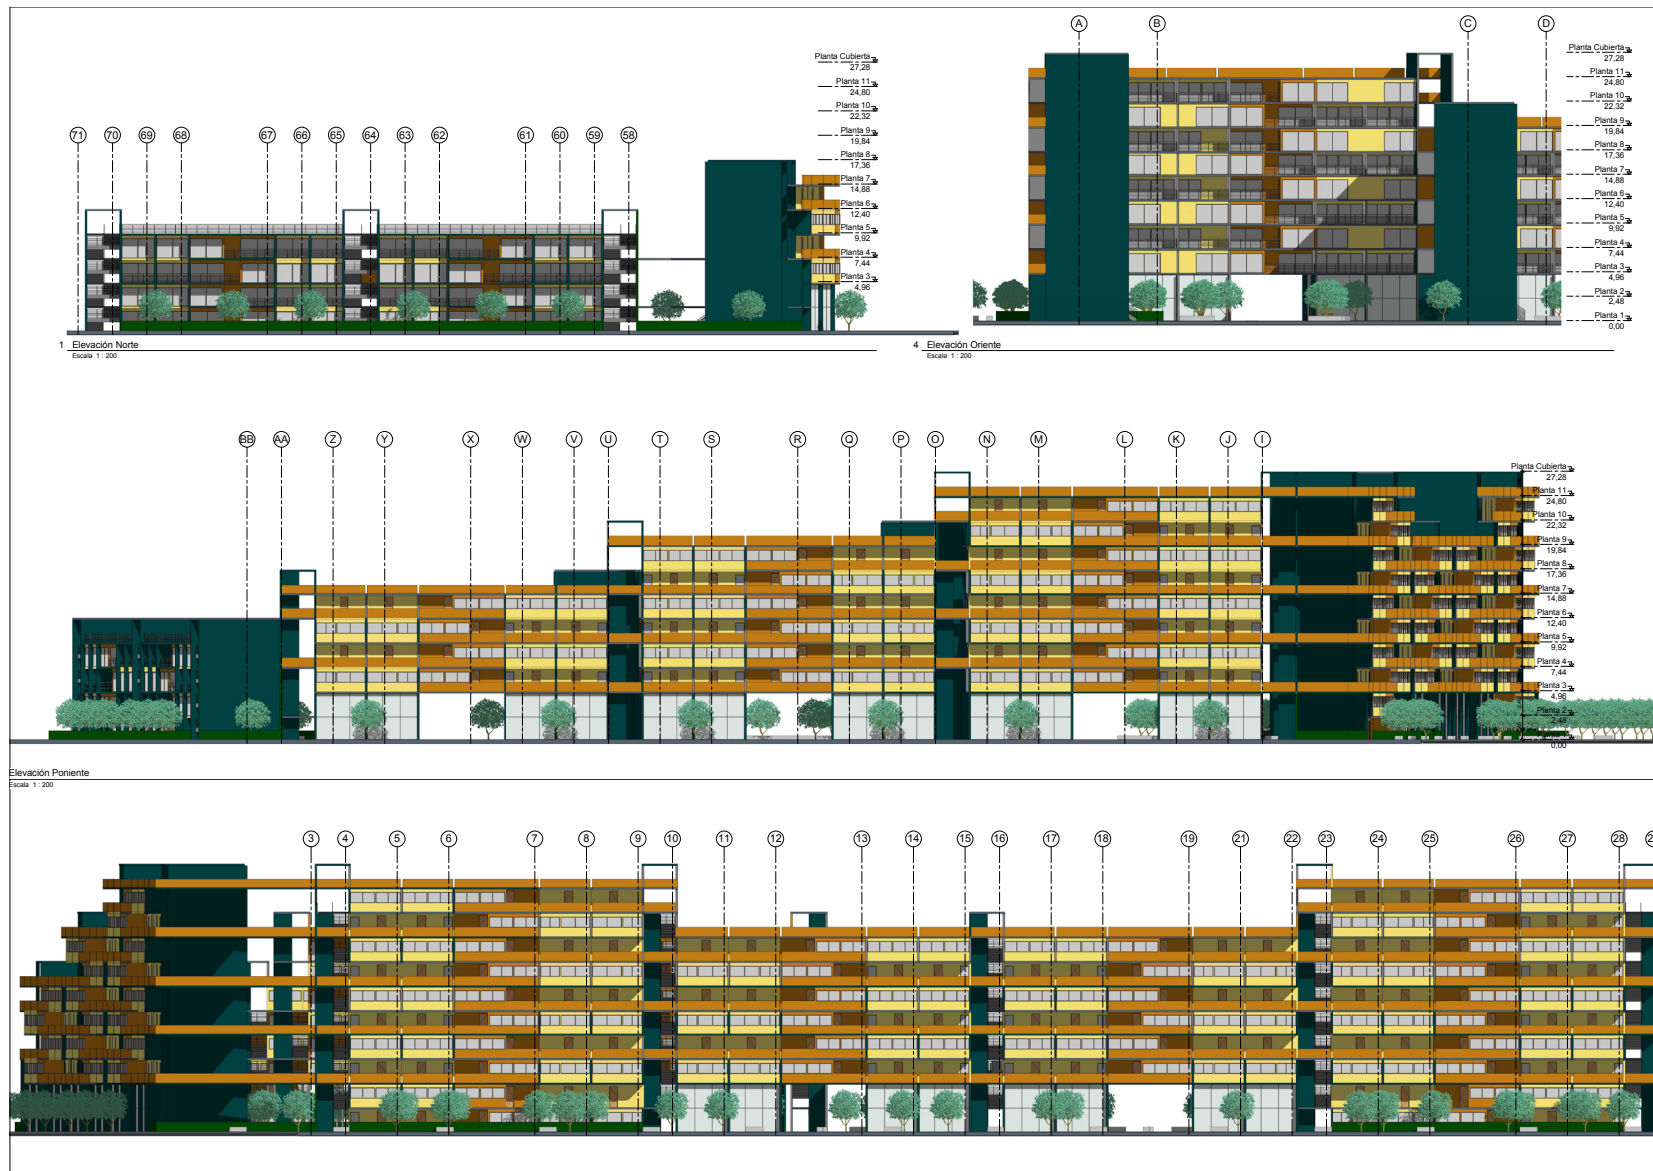 A B C D
Planta Cubierta
27,28
Planta 11
24,80
Planta 10
22,32
Planta 9
19,84
Planta 8
17,36
Planta 7
14,88
Planta 6
12,40
Planta 5
9,92
Planta 4
7,44
Planta 3
4,96
71 70 69 68 67 66 65 64 63 62 61 60 59 58
1 Elevación Norte
Escala 1 : 200
Planta Cubierta
27,28
Planta 11
24,80
Planta 10
22,32
Planta 9
19,84
Planta 8
17,36
Planta 7
14,88
Planta 6
12,40
Planta 5
9,92
Planta 4
7,44
Planta 3
4,96
Planta 2
2,48
Planta 1
0,00
4 Elevación Oriente
Escala 1 : 200
BB AA Z Y X W V U T S R Q P O N M L K J I
Planta Cubierta
27,28
Planta 11
24,80
Planta 10
22,32
Planta 9
19,84
Planta 8
17,36
Planta 7
14,88
Planta 6
12,40
Planta 5
9,92
Planta 4
7,44
Planta 3
4,96
Planta 2
2,48
0,00
Elevación Poniente
Escala 1 : 200
3 4 5 6 7 8 9 10 11 12 13 14 15 16 17 18 19 21 22 23 24 25 26 27 28